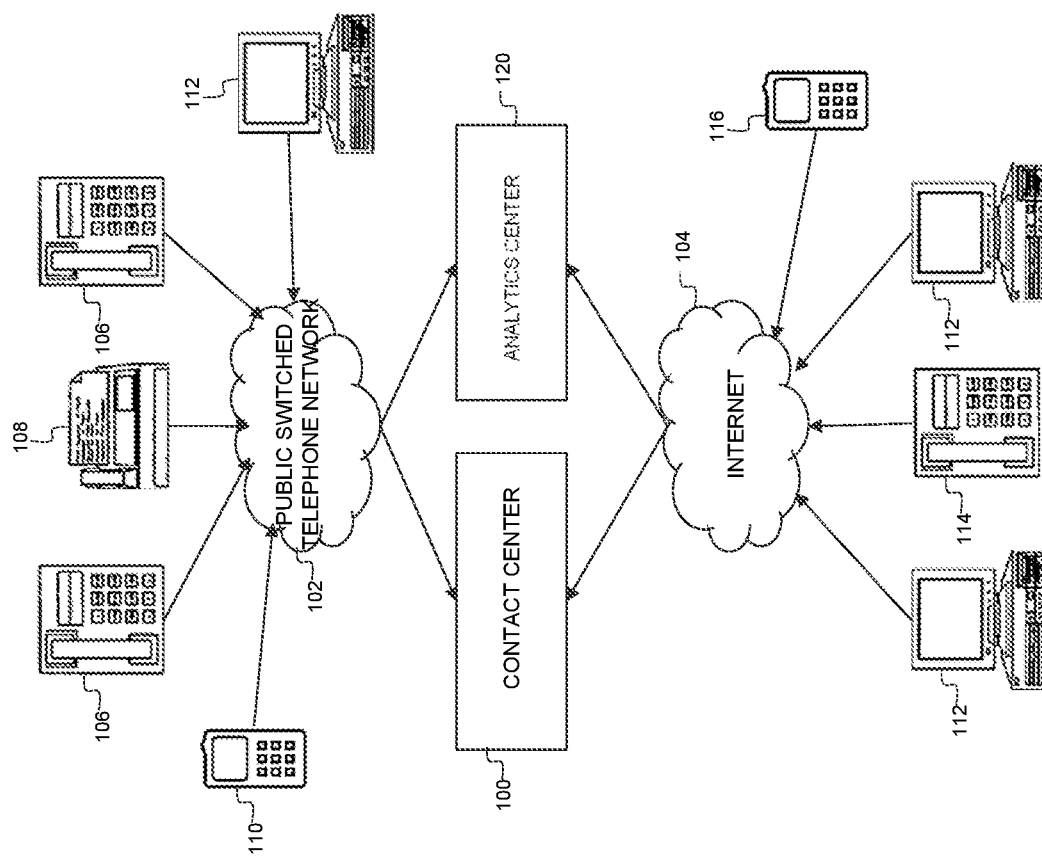 106
108
106
112
110
PUBLIC SWITCHED
TELEPHONE NETWORK
102
CONTACT CENTER
100
ANALYTICS CENTER
120
104
INTERNET
116
112
114
112